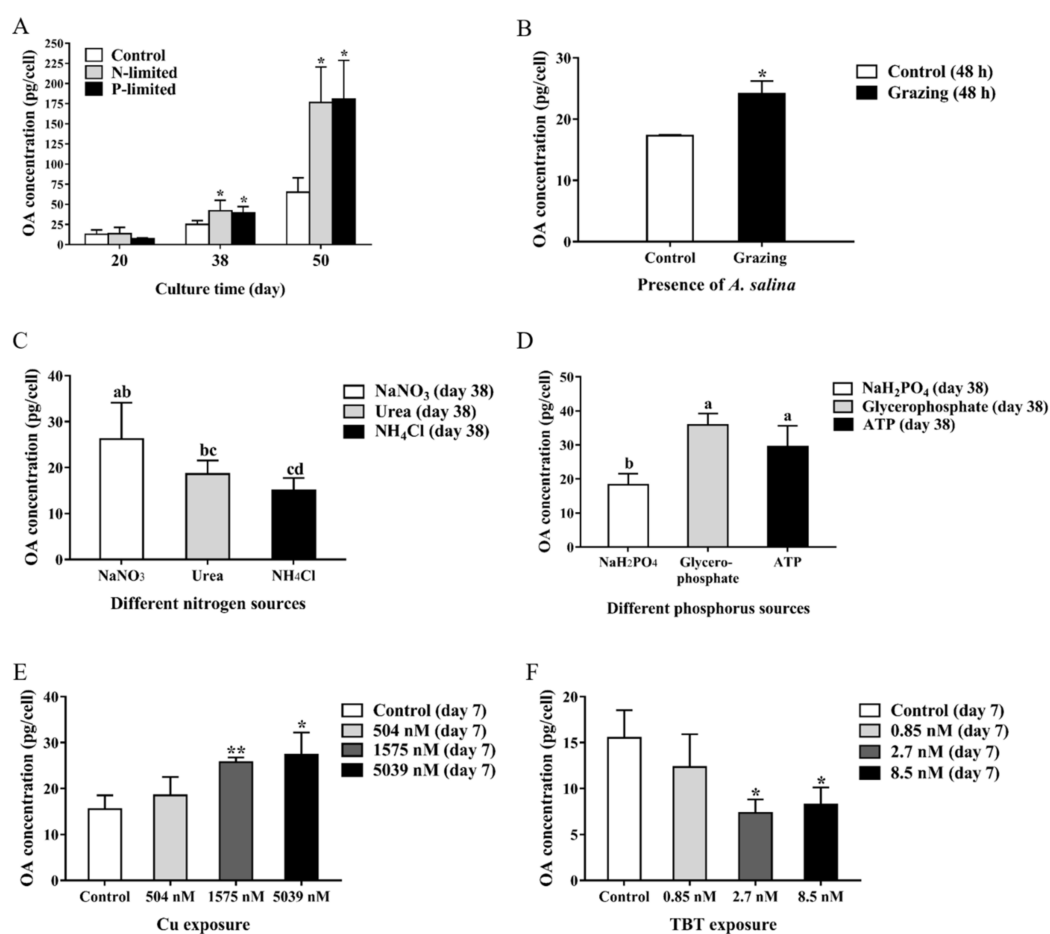 A
OA concentration (pg/cell)
250
225
200
175
150
125
100
75
50
25
0
Control
N-limited
P-limited
*
*
*
*
20 38 50
Culture time (day)
B
OA concentration (pg/cell)
30
20
10
0
*
Control (48 h)
Grazing (48 h)
Control Grazing
Presence of A. salina
C
OA concentration (pg/cell)
40
30
20
10
0
ab
bc
cd
NaNO₃ (day 38)
Urea (day 38)
NH₄Cl (day 38)
NaNO₃ Urea NH₄Cl
Different nitrogen sources
D
OA concentration (pg/cell)
50
40
30
20
10
0
b
a
a
NaH₂PO₄ (day 38)
Glycerophosphate (day 38)
ATP (day 38)
NaH₂PO₄ Glycero- ATP
phosphate
Different phosphorus sources
E
OA concentration (pg/cell)
40
30
20
10
0
**
*
Control (day 7)
504 nM (day 7)
1575 nM (day 7)
5039 nM (day 7)
Control 504 nM 1575 nM 5039 nM
Cu exposure
F
OA concentration (pg/cell)
20
15
10
5
0
*
*
Control (day 7)
0.85 nM (day 7)
2.7 nM (day 7)
8.5 nM (day 7)
Control 0.85 nM 2.7 nM 8.5 nM
TBT exposure